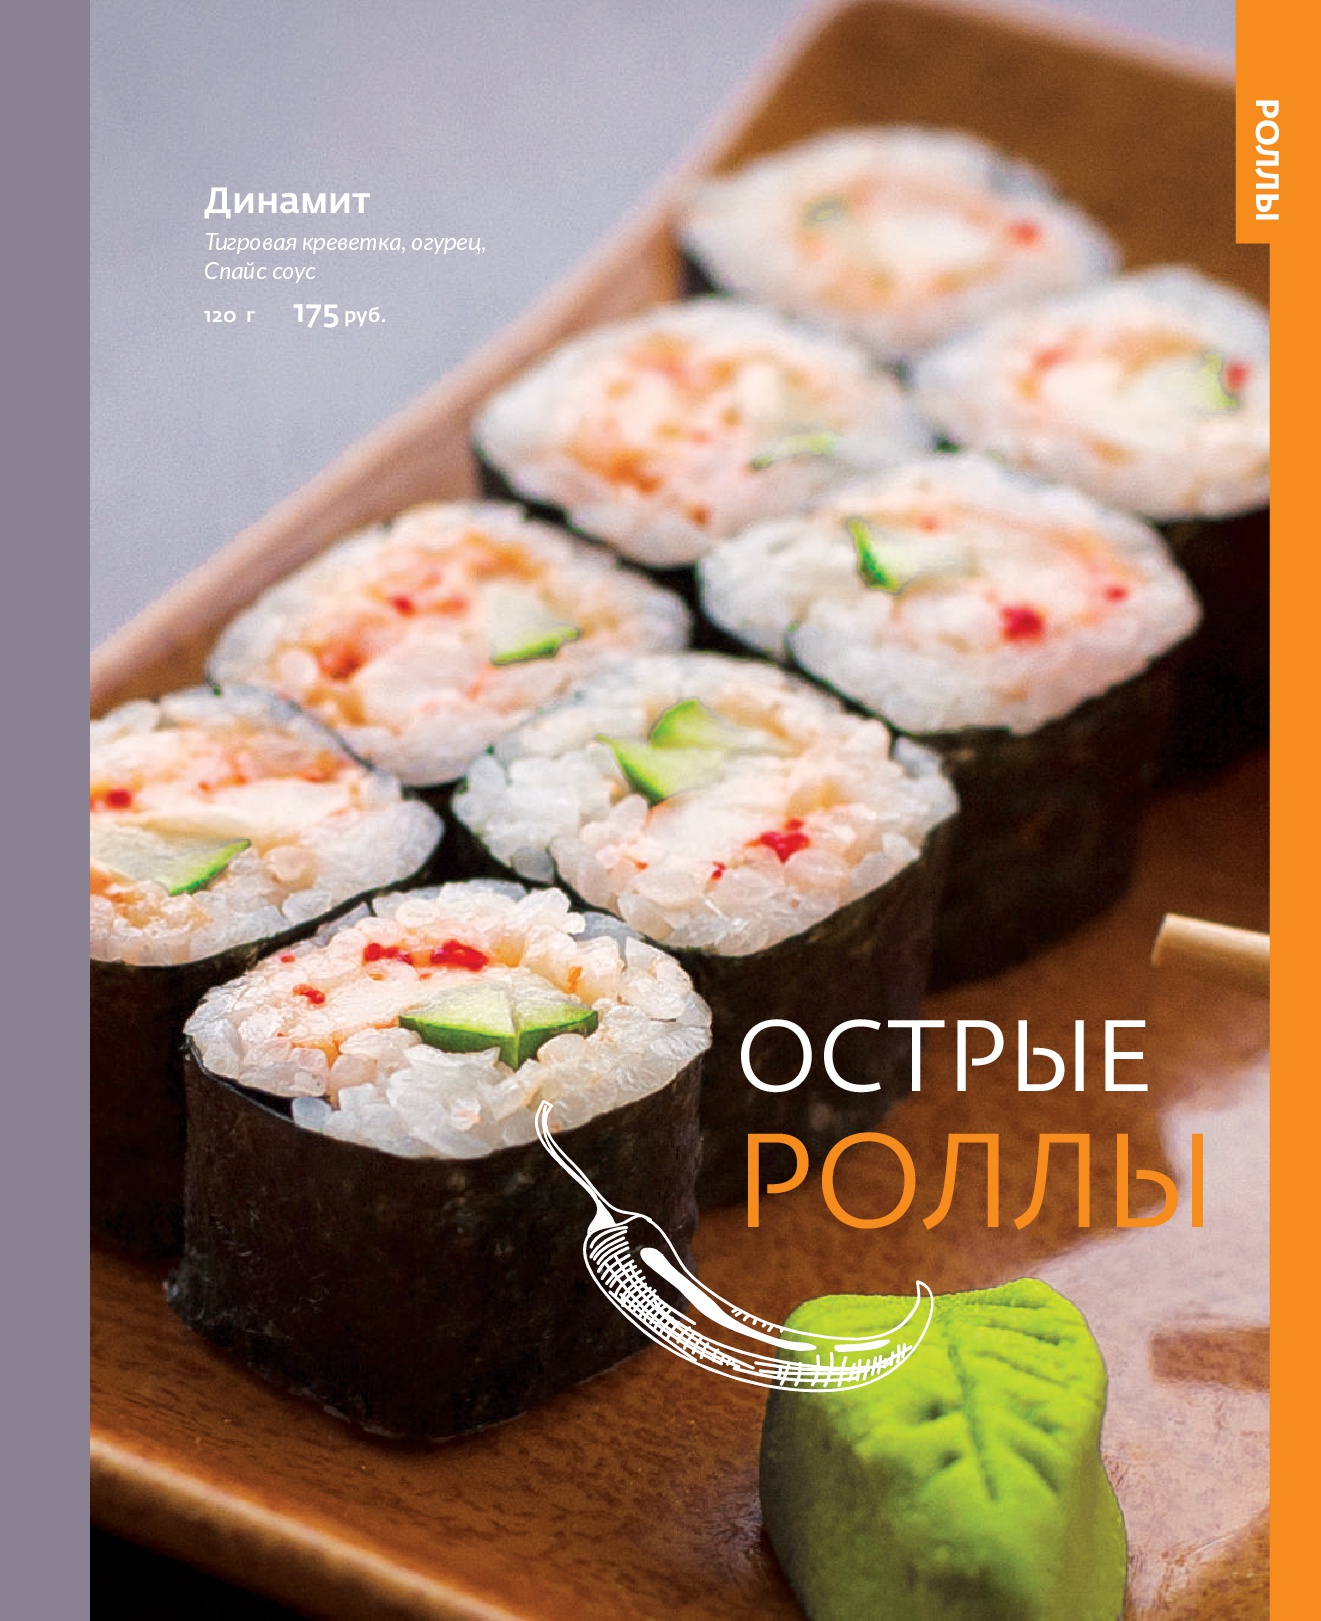 РОЛЛЫ
Динамит
Тигровая креветка, огурец,
Спайс соус
120 г 175 руб.
ОСТРЫЕ
РОЛЛЫ